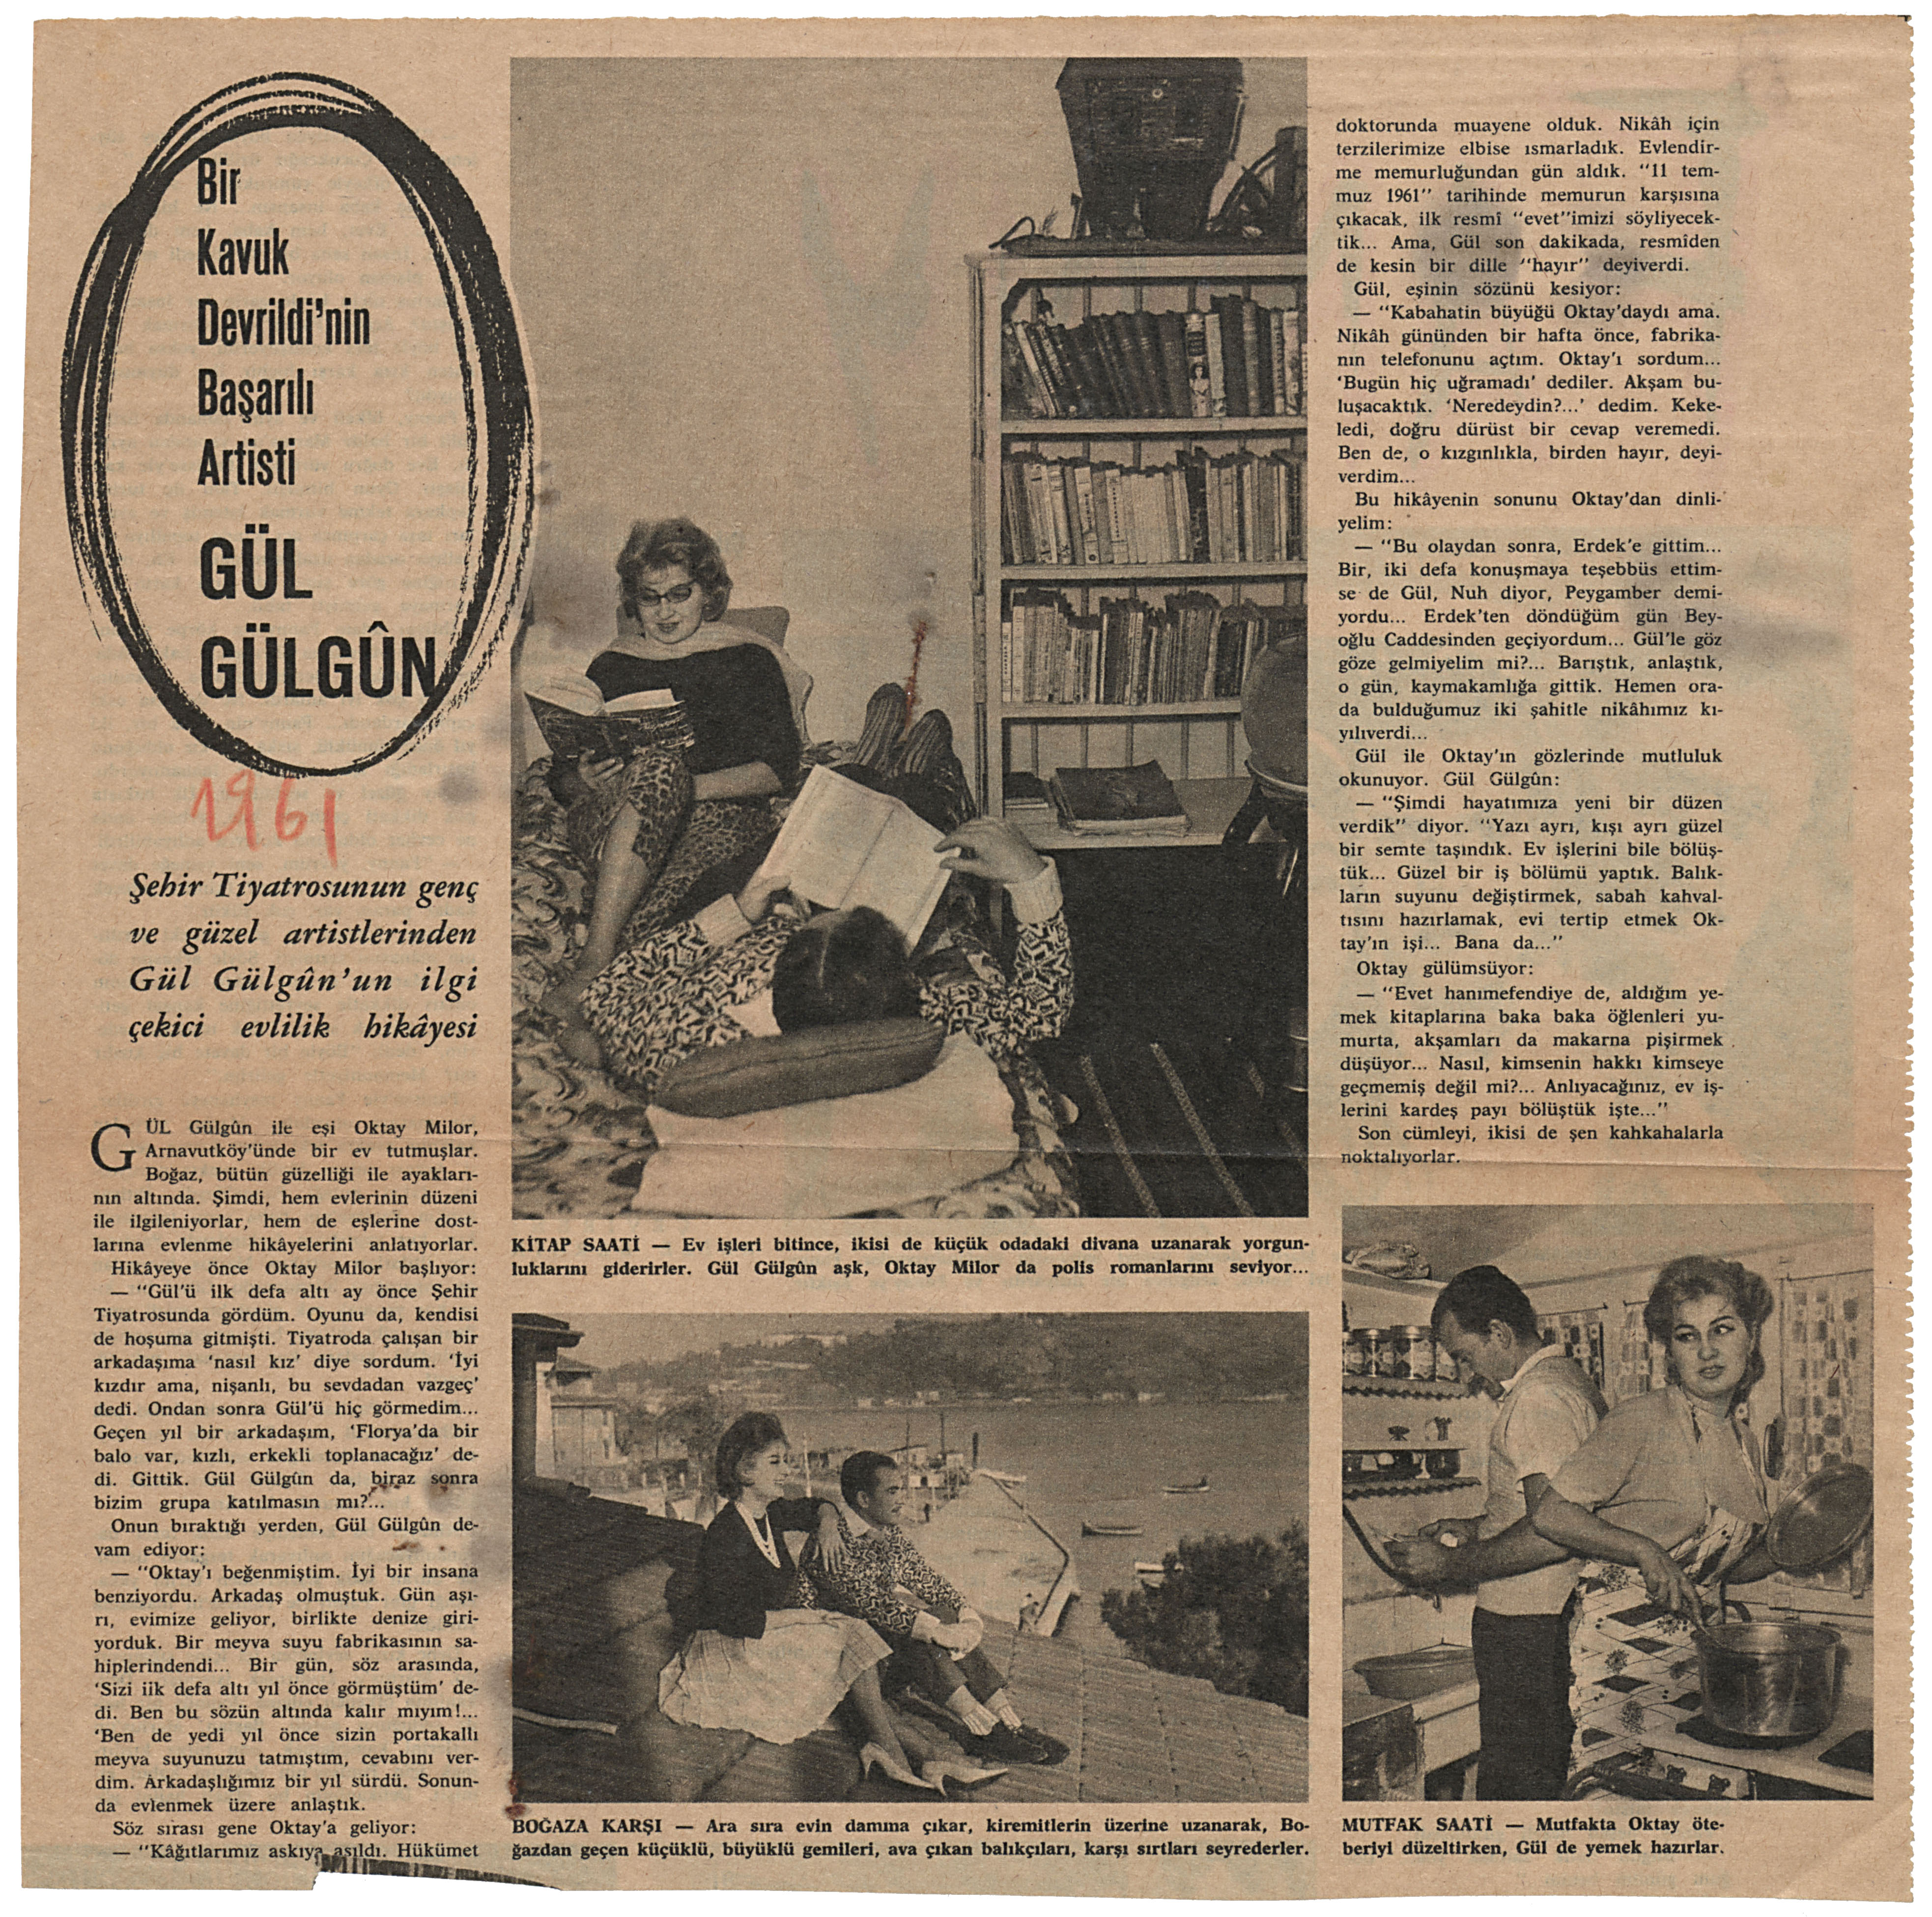 Bir
Kavuk
Devrildi’nin
Başarılı
Artisti
GÜL
GÜLGÛN
1961
Şehir Tiyatrosunun genç
ve güzel artistlerinden
Gül Gülgûn’un ilgi
çekici evlilik hikâyesi
GÜL Gülgûn ile eşi Oktay Milor,
Arnavutköy’ünde bir ev tutmuşlar.
Boğaz, bütün güzelliği ile ayakları-
nın altında. Şimdi, hem evlerinin düzeni
ile ilgileniyorlar, hem de eşlerine dost-
larına evlenme hikâyelerini anlatıyorlar.
Hikâyeye önce Oktay Milor başlıyor:
— “Gül’ü ilk defa altı ay önce Şehir
Tiyatrosunda gördüm. Oyunu da, kendisi
de hoşuma gitmişti. Tiyatroda çalışan bir
arkadaşıma ‘nasıl kız’ diye sordum. ‘İyi
kızdır ama, nişanlı, bu sevdadan vazgeç’
dedi. Ondan sonra Gül’ü hiç görmedim...
Geçen yıl bir arkadaşım, ‘Florya’da bir
balo var, kızlı, erkekli toplanacağız’ de-
di. Gittik. Gül Gülgûn da, biraz sonra
bizim grupa katılmasın mı?...
Onun bıraktığı yerden, Gül Gülgûn de-
vam ediyor:
— “Oktay’ı beğenmiştim. İyi bir insana
benziyordu. Arkadaş olmuştuk. Gün aşı-
rı, evimize geliyor, birlikte denize giri-
yorduk. Bir meyva suyu fabrikasının sa-
hiplerindendi... Bir gün, söz arasında,
‘Sizi iik defa altı yıl önce görmüştüm’ de-
di. Ben bu sözün altında kalır mıyım!...
‘Ben de yedi yıl önce sizin portakallı
meyva suyunuzu tatmıştım, cevabını ver-
dim. Arkadaşlığımız bir yıl sürdü. Sonun-
da evlenmek üzere anlaştık.
Söz sırası gene Oktay’a geliyor:
— “Kâğıtlarımız askıya asıldı. Hükümet
KİTAP SAATİ — Ev işleri bitince, ikisi de küçük odadaki divana uzanarak yorgun-
luklarını giderirler. Gül Gülgûn aşk, Oktay Milor da polis romanlarını seviyor...
BOĞAZA KARŞI — Ara sıra evin damına çıkar, kiremitlerin üzerine uzanarak, Bo-
ğazdan geçen küçüklü, büyüklü gemileri, ava çıkan balıkçıları, karşı sırtları seyrederler.
doktorunda muayene olduk. Nikâh için
terzilerimize elbise ısmarladık. Evlendir-
me memurluğundan gün aldık. “11 tem-
muz 1961” tarihinde memurun karşısına
çıkacak, ilk resmî “evet”imizi söyliyecek-
tik... Ama, Gül son dakikada, resmîden
de kesin bir dille “hayır” deyiverdi.
Gül, eşinin sözünü kesiyor:
— “Kabahatin büyüğü Oktay’daydı ama.
Nikâh gününden bir hafta önce, fabrika-
nın telefonunu açtım. Oktay’ı sordum...
‘Bugün hiç uğramadı’ dediler. Akşam bu-
luşacaktık. ‘Neredeydin?...’ dedim. Keke-
ledi, doğru dürüst bir cevap veremedi.
Ben de, o kızgınlıkla, birden hayır, deyi-
verdim...
Bu hikâyenin sonunu Oktay’dan dinli-
yelim:
— “Bu olaydan sonra, Erdek’e gittim...
Bir, iki defa konuşmaya teşebbüs ettim-
se de Gül, Nuh diyor, Peygamber demi-
yordu... Erdek’ten döndüğüm gün Bey-
oğlu Caddesinden geçiyordum... Gül’le göz
göze gelmiyelim mi?... Barıştık, anlaştık,
o gün, kaymakamlığa gittik. Hemen ora-
da bulduğumuz iki şahitle nikâhımız kı-
yılıverdi...
Gül ile Oktay’ın gözlerinde mutluluk
okunuyor. Gül Gülgûn:
— “Şimdi hayatımıza yeni bir düzen
verdik” diyor. “Yazı ayrı, kışı ayrı güzel
bir semte taşındık. Ev işlerini bile bölüş-
tük... Güzel bir iş bölümü yaptık. Balık-
ların suyunu değiştirmek, sabah kahval-
tısını hazırlamak, evi tertip etmek Ok-
tay’ın işi... Bana da...”
Oktay gülümsüyor:
— “Evet hanımefendiye de, aldığım ye-
mek kitaplarına baka baka öğlenleri yu-
murta, akşamları da makarna pişirmek
düşüyor... Nasıl, kimsenin hakkı kimseye
geçmemiş değil mi?... Anlıyacağınız, ev iş-
lerini kardeş payı bölüştük işte...”
Son cümleyi, ikisi de şen kahkahalarla
noktalıyorlar.
MUTFAK SAATİ — Mutfakta Oktay öte-
beriyi düzeltirken, Gül de yemek hazırlar.